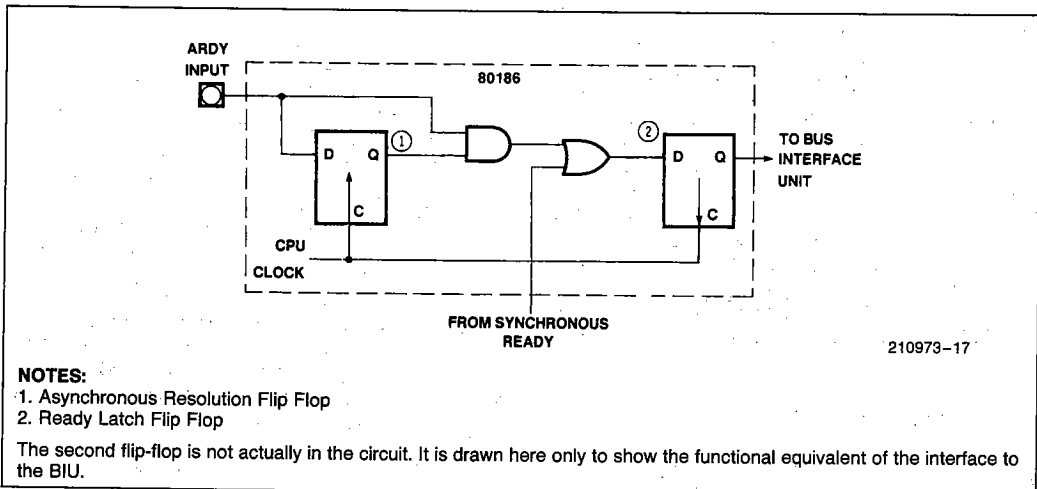 ARDY
INPUT
80186
1
2
D Q
C
D Q
C
TO BUS
INTERFACE
UNIT
CPU
CLOCK
FROM SYNCHRONOUS
READY
210973-17
NOTES:
1. Asynchronous Resolution Flip Flop
2. Ready Latch Flip Flop
The second flip-flop is not actually in the circuit. It is drawn here only to show the functional equivalent of the interface to
the BIU.